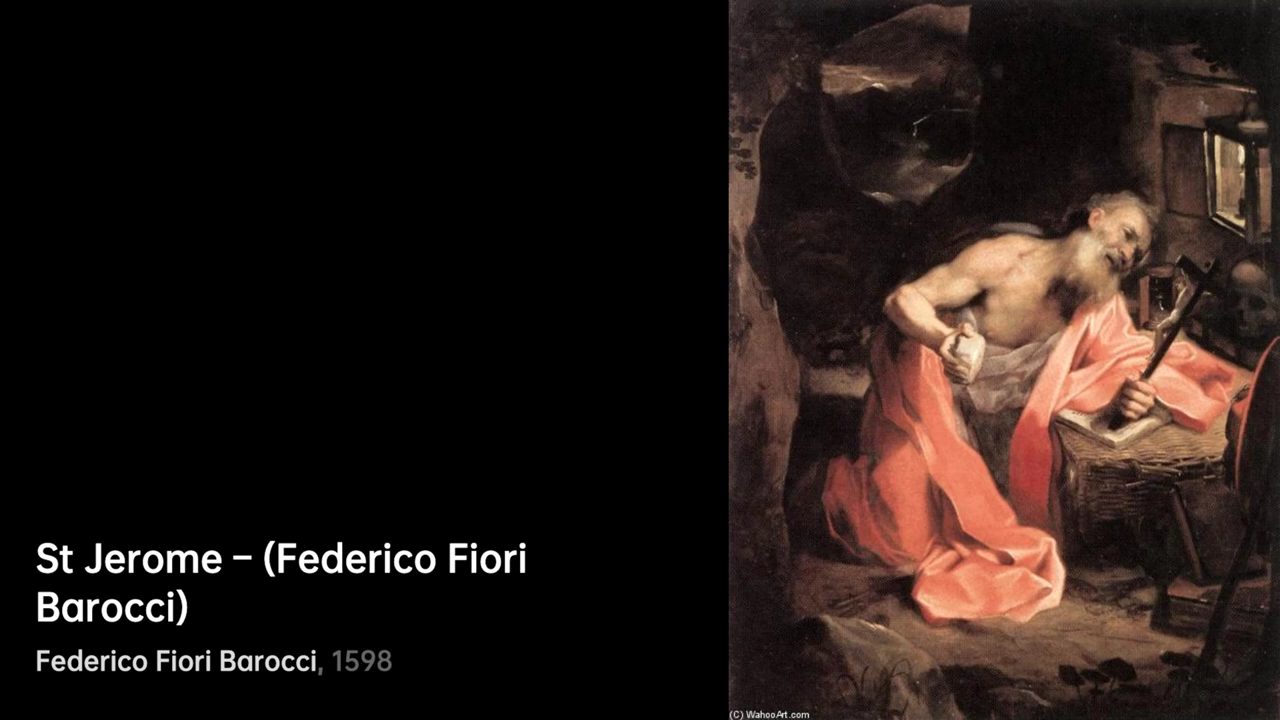 St Jerome – (Federico Fiori
Barocci)
Federico Fiori Barocci, 1598
(C) WahooArt.com